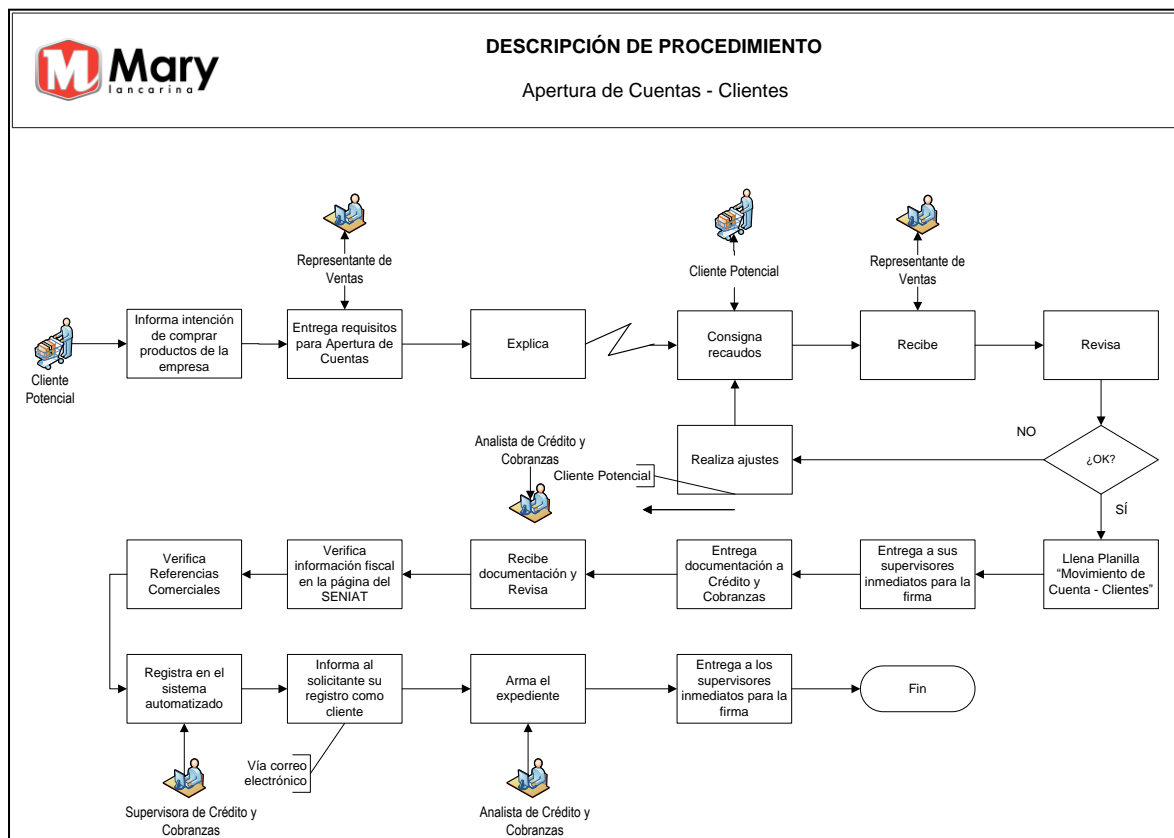 DESCRIPCIÓN DE PROCEDIMIENTO
Apertura de Cuentas - Clientes
M Mary
Iancarina
Representante de
Ventas
Cliente Potencial
Representante de
Ventas
Cliente
Potencial
Informa intención
de comprar
productos de la
empresa
Entrega requisitos
para Apertura de
Cuentas
Explica
Consigna
recaudos
Recibe
Revisa
NO
¿OK?
SÍ
Realiza ajustes
Cliente Potencial
Analista de Crédito y
Cobranzas
Llena Planilla
“Movimiento de
Cuenta - Clientes”
Entrega a sus
supervisores
inmediatos para la
firma
Entrega
documentación a
Crédito y
Cobranzas
Recibe
documentación y
Revisa
Verifica
información fiscal
en la página del
SENIAT
Verifica
Referencias
Comerciales
Registra en el
sistema
automatizado
Informa al
solicitante su
registro como
cliente
Arma el
expediente
Entrega a los
supervisores
inmediatos para la
firma
Fin
Vía correo
electrónico
Supervisora de Crédito y
Cobranzas
Analista de Crédito y
Cobranzas